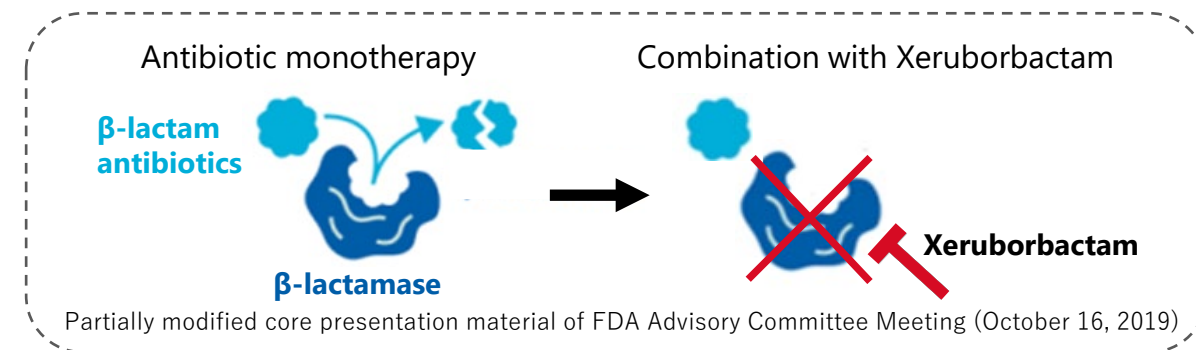 Antibiotic monotherapy
Combination with Xeruborbactam
β-lactam
antibiotics
β-lactamase
Xeruborbactam
Partially modified core presentation material of FDA Advisory Committee Meeting (October 16, 2019)